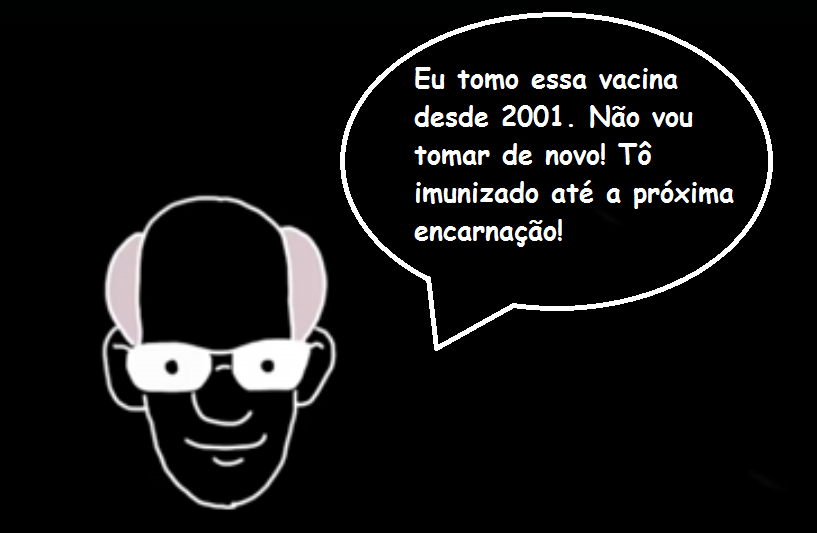 Eu tomo essa vacina
desde 2001. Não vou
tomar de novo! Tô
imunizado até a próxima
encarnação!